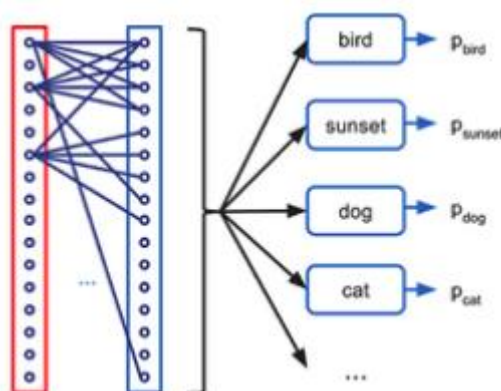 bird
p_bird
sunset
p_sunset
dog
p_dog
cat
p_cat
...
...